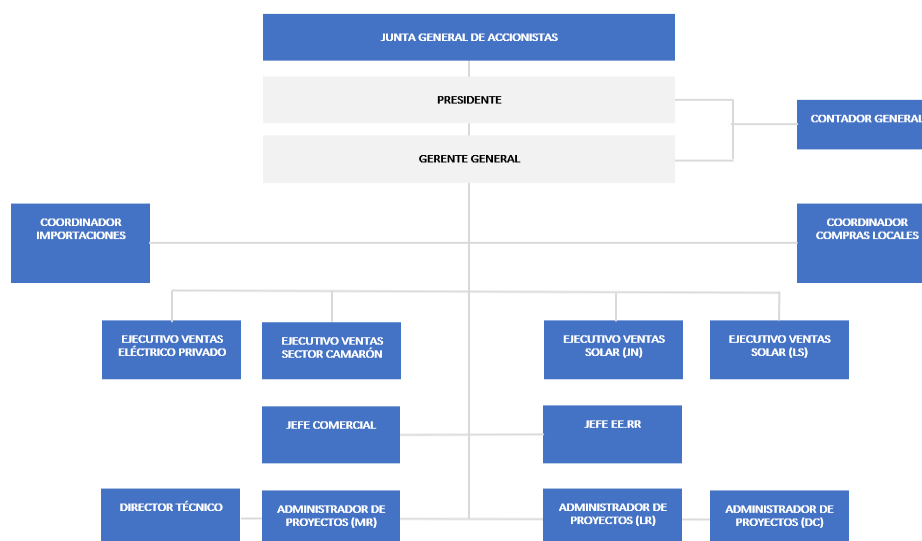 JUNTA GENERAL DE ACCIONISTAS
PRESIDENTE
CONTADOR GENERAL
GERENTE GENERAL
COORDINADOR
IMPORTACIONES
COORDINADOR
COMPRAS LOCALES
EJECUTIVO VENTAS
ELÉCTRICO PRIVADO
EJECUTIVO VENTAS
SECTOR CAMARÓN
EJECUTIVO VENTAS
SOLAR (JN)
EJECUTIVO VENTAS
SOLAR (LS)
JEFE COMERCIAL
JEFE EE.RR
DIRECTOR TÉCNICO
ADMINISTRADOR DE
PROYECTOS (MR)
ADMINISTRADOR DE
PROYECTOS (LR)
ADMINISTRADOR DE
PROYECTOS (DC)